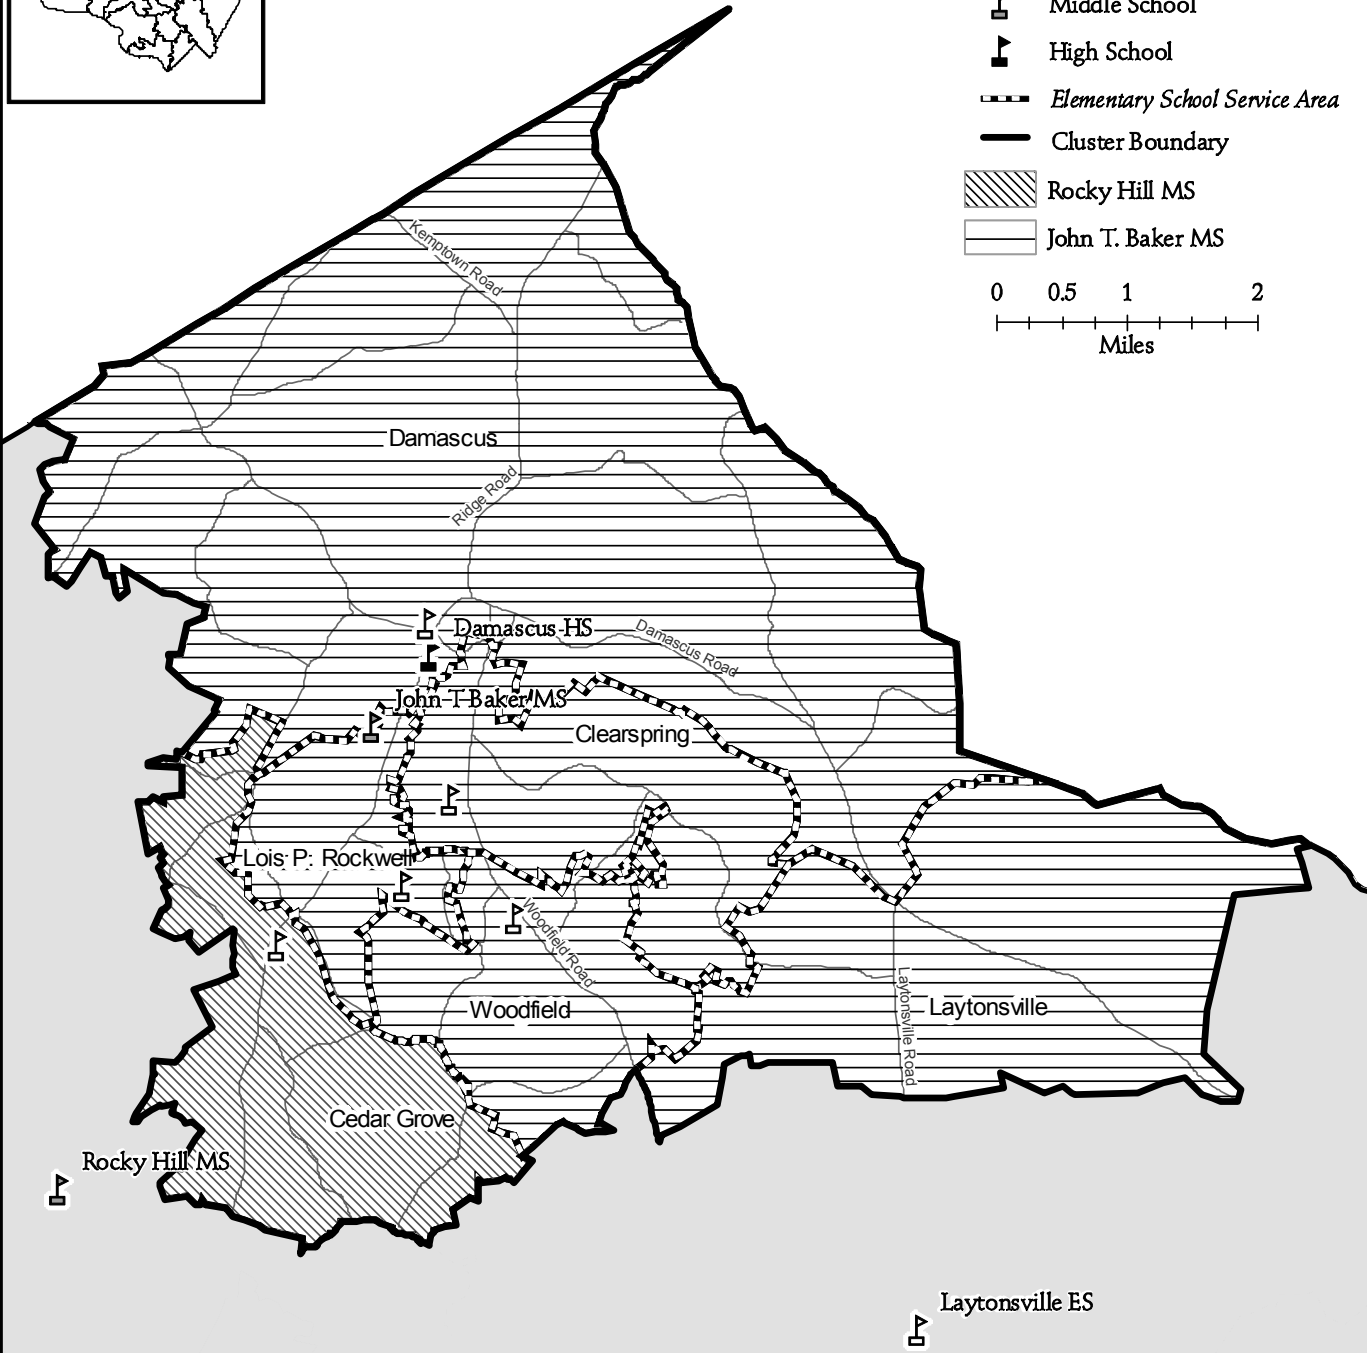 Middle School
High School
Elementary School Service Area
Cluster Boundary
Rocky Hill MS
John T. Baker MS
0 0.5 1 2
Miles
Kemptown Road
Damascus
Ridge Road
Damascus HS
Damascus Road
John T Baker MS
Clearspring
Lois P. Rockwell
Woodfield Road
Woodfield
Laytonsville Road
Laytonsville
Cedar Grove
Rocky Hill MS
Laytonsville ES